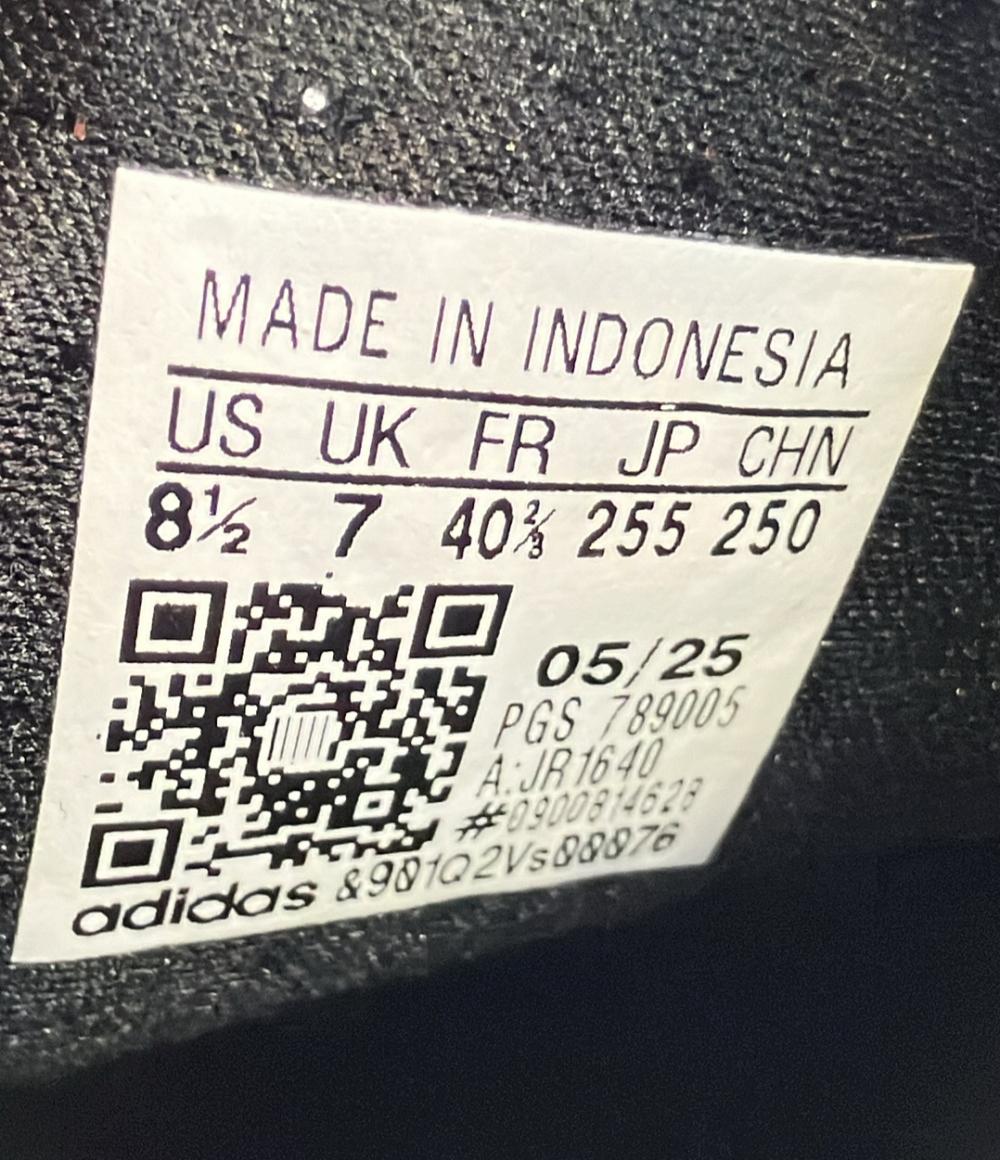 MADE IN INDONESIA
US UK FR JP CHN
8½ 7 40⅔ 255 250
05/25
PGS 789005
A:JR1640
#0900814628
adidas &901Q2Vs00076